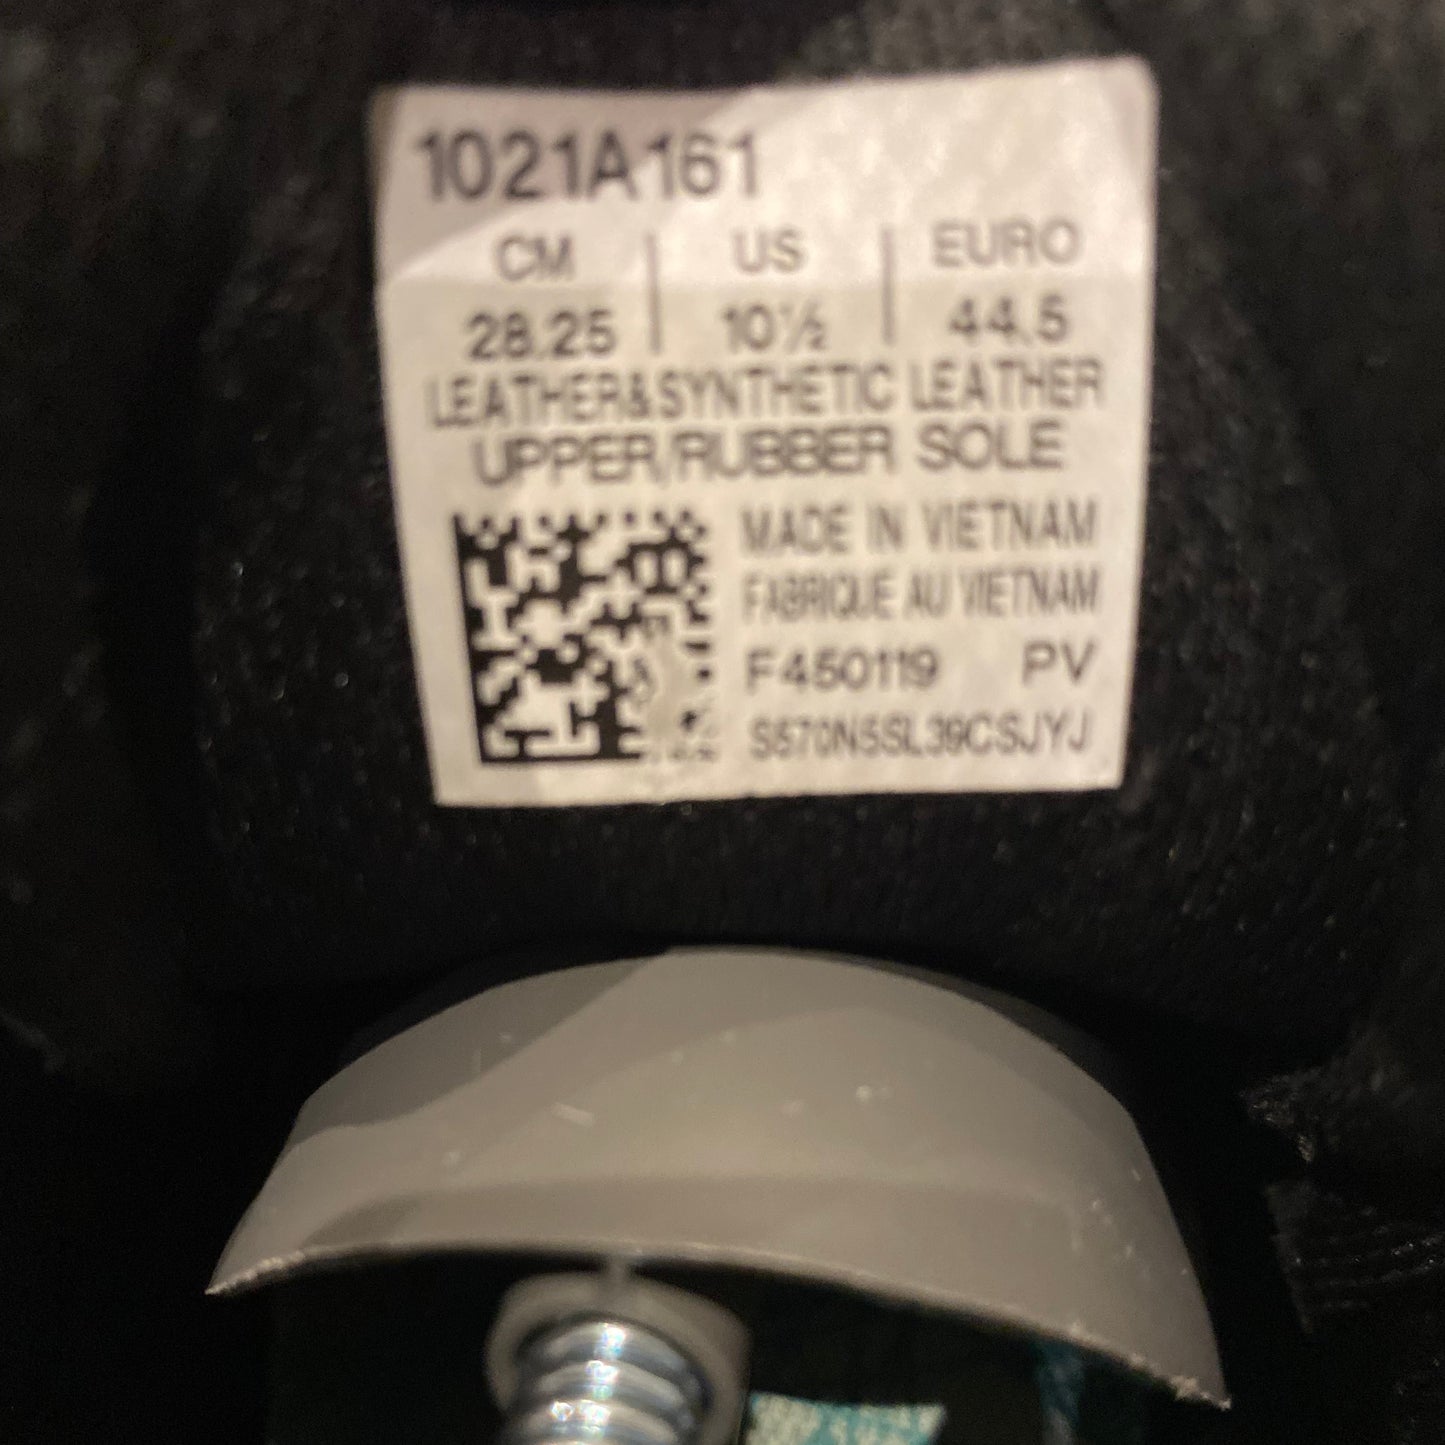 1021A161
CM | US | EURO
28.25 | 10½ | 44.5
LEATHER&SYNTHETIC LEATHER
UPPER/RUBBER SOLE
MADE IN VIETNAM
FABRIQUE AU VIETNAM
F450119 PV
S570N5SL39CSJYJ